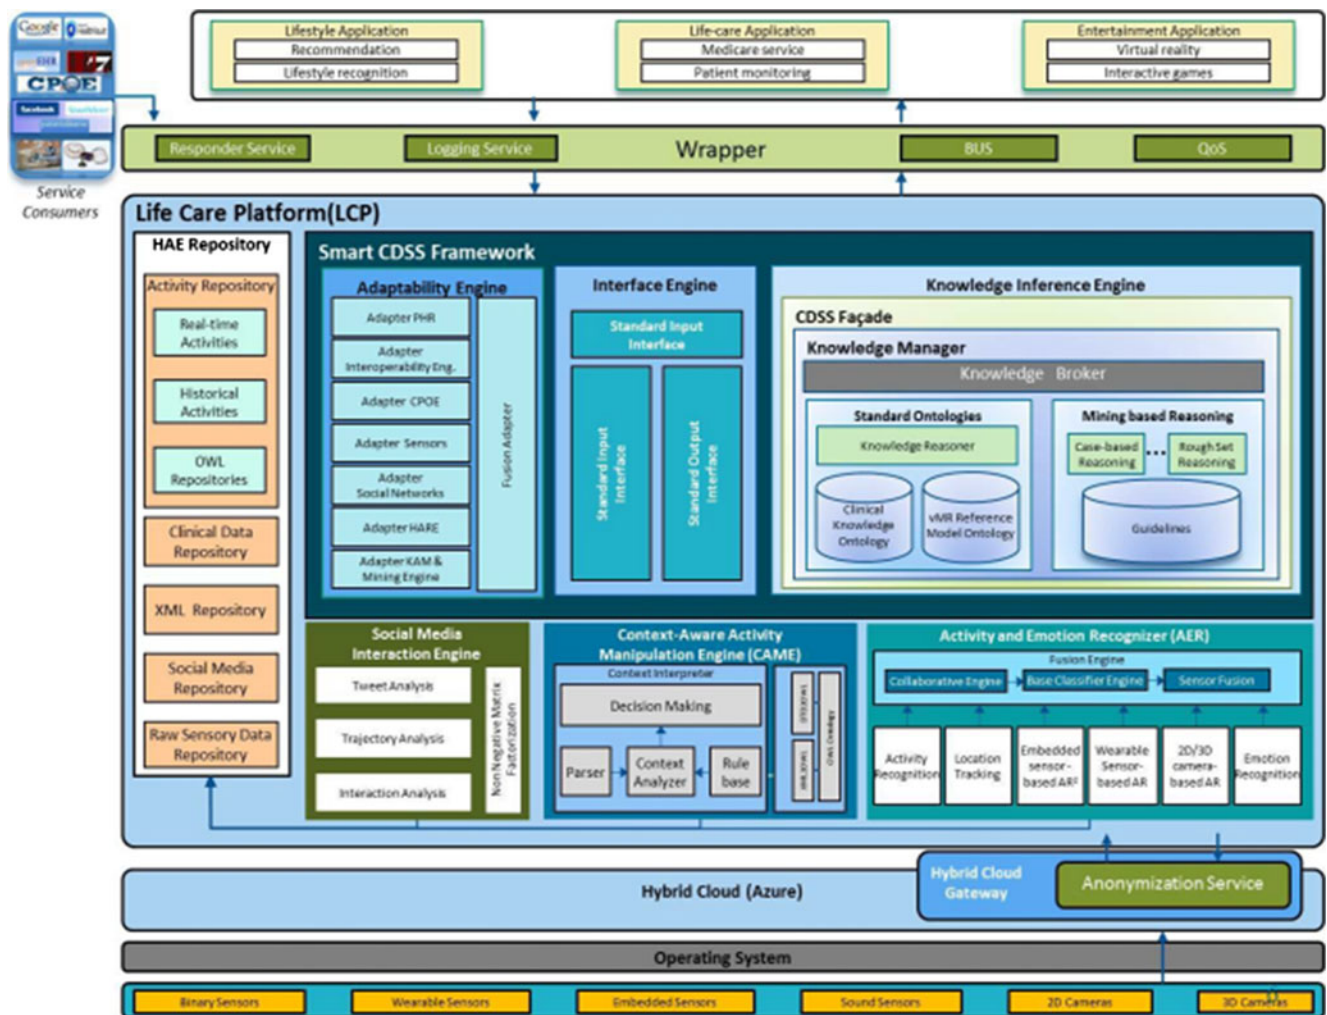 Google
CPOE
facebook
Service
Consumers
Lifestyle Application
Recommendation
Lifestyle recognition
Life-care Application
Medicare service
Patient monitoring
Entertainment Application
Virtual reality
Interactive games
Responder Service
Logging Service
Wrapper
BUS
QoS
Life Care Platform(LCP)
HAE Repository
Activity Repository
Real-time
Activities
Historical
Activities
OWL
Repositories
Clinical Data
Repository
XML Repository
Social Media
Repository
Raw Sensory Data
Repository
Smart CDSS Framework
Adaptability Engine
Adapter PHR
Adapter
Interoperability Eng.
Adapter CPOE
Adapter Sensors
Adapter
Social Networks
Adapter HARE
Adapter KAM &
Mining Engine
Fusion Adapter
Interface Engine
Standard Input
Interface
Standard Input
Interface
Standard Output
Interface
Knowledge Inference Engine
CDSS Façade
Knowledge Manager
Knowledge Broker
Standard Ontologies
Knowledge Reasoner
Clinical
Knowledge
Ontology
vMR Reference
Model Ontology
Mining based Reasoning
Case-based
Reasoning
...
Rough Set
Reasoning
Guidelines
Social Media
Interaction Engine
Tweet Analysis
Trajectory Analysis
Interaction Analysis
Non Negative Matrix
Factorization
Context-Aware Activity
Manipulation Engine (CAME)
Context Interpreter
Decision Making
Parser
Context
Analyzer
Rule
base
OWL Ontology
Activity and Emotion Recognizer (AER)
Fusion Engine
Collaborative Engine
Base Classifier Engine
Sensor Fusion
Activity
Recognition
Location
Tracking
Embedded
sensor-
based AR²
Wearable
Sensor-
based AR
2D/3D
camera-
based AR
Emotion
Recognition
Hybrid Cloud
Gateway
Anonymization Service
Hybrid Cloud (Azure)
Operating System
Binary Sensors
Wearable Sensors
Embedded Sensors
Sound Sensors
2D Cameras
3D Cameras